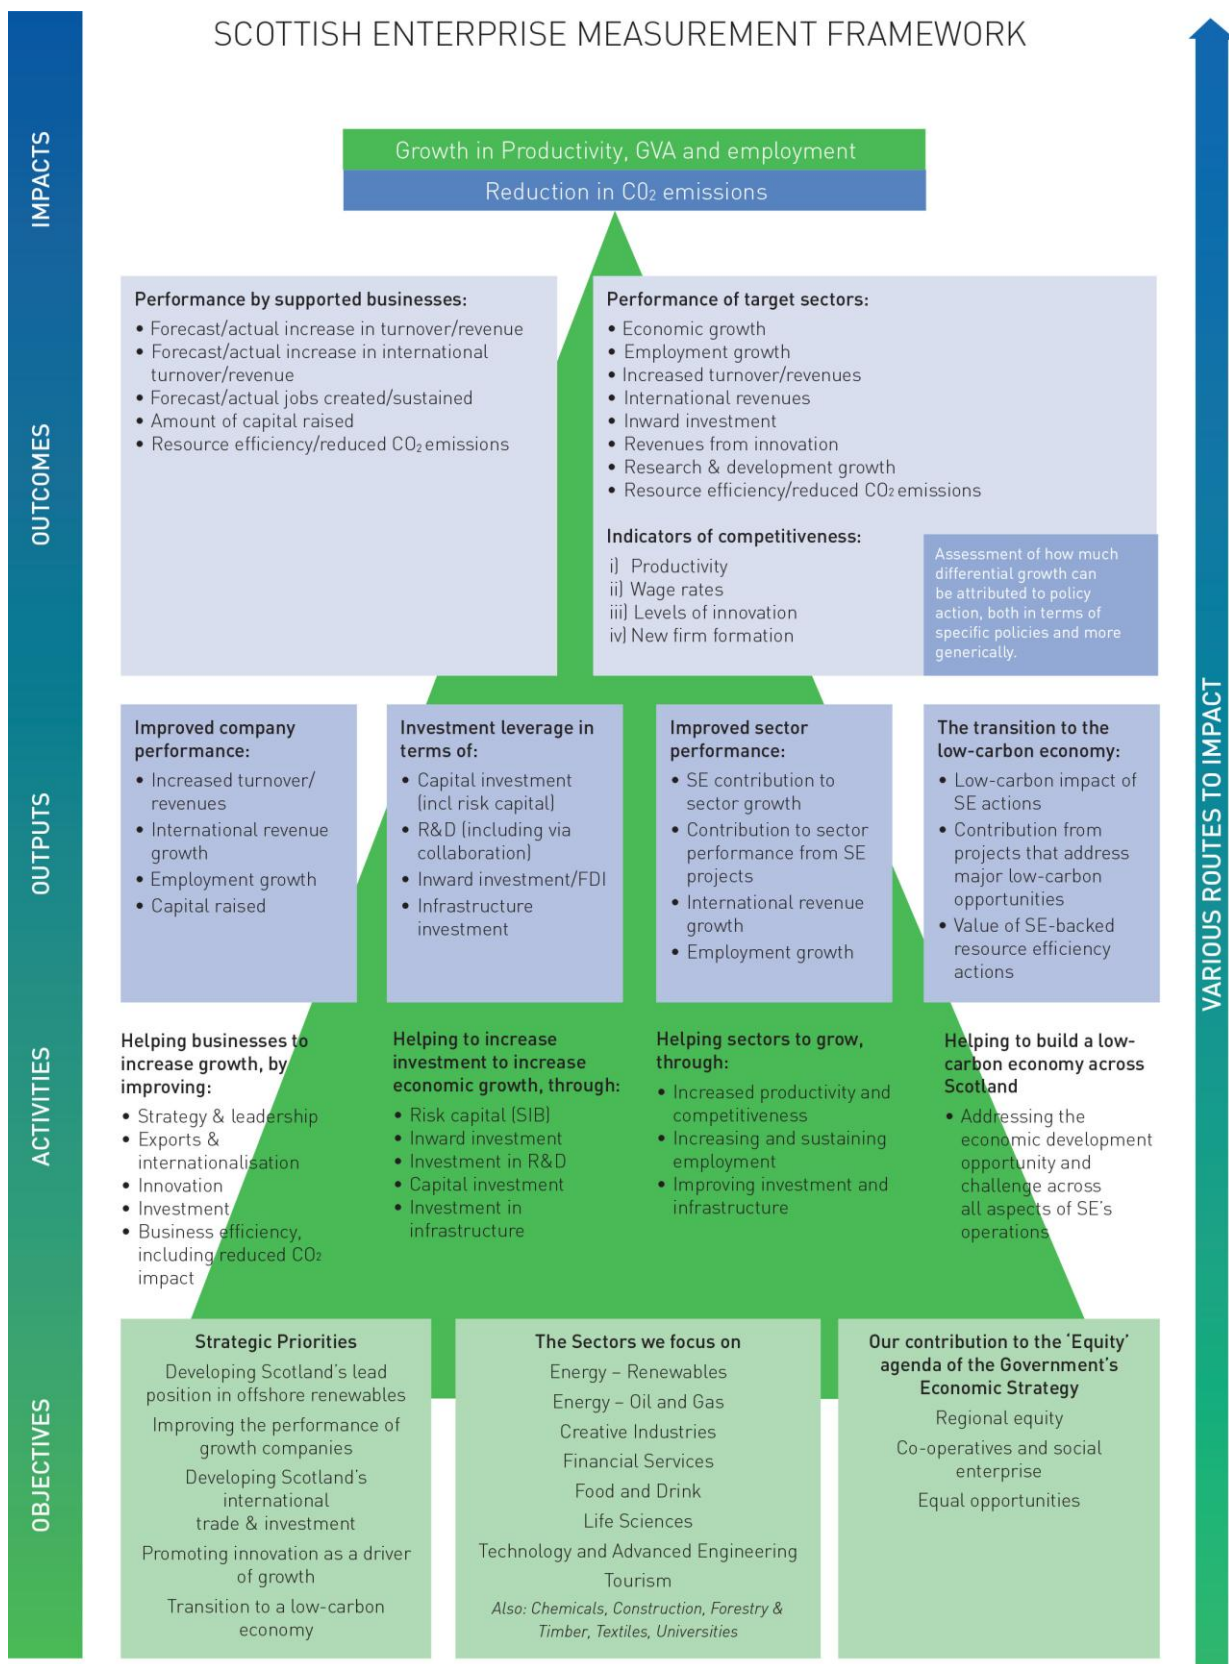 SCOTTISH ENTERPRISE MEASUREMENT FRAMEWORK
IMPACTS
Growth in Productivity, GVA and employment
Reduction in C0₂ emissions
OUTCOMES
Performance by supported businesses:
• Forecast/actual increase in turnover/revenue
• Forecast/actual increase in international
turnover/revenue
• Forecast/actual jobs created/sustained
• Amount of capital raised
• Resource efficiency/reduced CO₂ emissions
Performance of target sectors:
• Economic growth
• Employment growth
• Increased turnover/revenues
• International revenues
• Inward investment
• Revenues from innovation
• Research & development growth
• Resource efficiency/reduced CO₂ emissions
Indicators of competitiveness:
i) Productivity
ii) Wage rates
iii) Levels of innovation
iv) New firm formation
Assessment of how much
differential growth can
be attributed to policy
action, both in terms of
specific policies and more
generically.
OUTPUTS
Improved company
performance:
• Increased turnover/
revenues
• International revenue
growth
• Employment growth
• Capital raised
Investment leverage in
terms of:
• Capital investment
(incl risk capital)
• R&D (including via
collaboration)
• Inward investment/FDI
• Infrastructure
investment
Improved sector
performance:
• SE contribution to
sector growth
• Contribution to sector
performance from SE
projects
• International revenue
growth
• Employment growth
The transition to the
low-carbon economy:
• Low-carbon impact of
SE actions
• Contribution from
projects that address
major low-carbon
opportunities
• Value of SE-backed
resource efficiency
actions
ACTIVITIES
Helping businesses to
increase growth, by
improving:
• Strategy & leadership
• Exports &
internationalisation
• Innovation
• Investment
• Business efficiency,
including reduced CO₂
impact
Helping to increase
investment to increase
economic growth, through:
• Risk capital (SIB)
• Inward investment
• Investment in R&D
• Capital investment
• Investment in
infrastructure
Helping sectors to grow,
through:
• Increased productivity and
competitiveness
• Increasing and sustaining
employment
• Improving investment and
infrastructure
Helping to build a low-
carbon economy across
Scotland
• Addressing the
economic development
opportunity and
challenge across
all aspects of SE's
operations
OBJECTIVES
Strategic Priorities
Developing Scotland's lead
position in offshore renewables
Improving the performance of
growth companies
Developing Scotland's
international
trade & investment
Promoting innovation as a driver
of growth
Transition to a low-carbon
economy
The Sectors we focus on
Energy – Renewables
Energy – Oil and Gas
Creative Industries
Financial Services
Food and Drink
Life Sciences
Technology and Advanced Engineering
Tourism
Also: Chemicals, Construction, Forestry &
Timber, Textiles, Universities
Our contribution to the 'Equity'
agenda of the Government's
Economic Strategy
Regional equity
Co-operatives and social
enterprise
Equal opportunities
VARIOUS ROUTES TO IMPACT